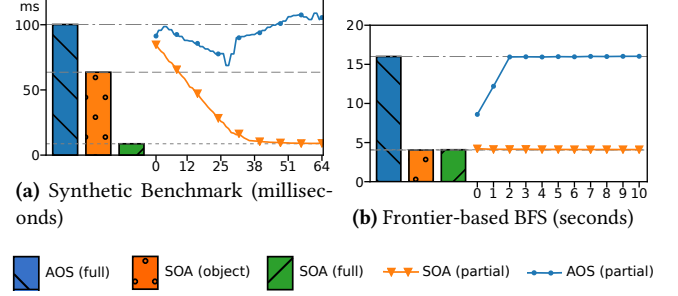 ms
100
50
0
0 12 25 38 51 64
(a) Synthetic Benchmark (millisec-
onds)
20
15
10
5
0
0 1 2 3 4 5 6 7 8 9 10
(b) Frontier-based BFS (seconds)
AOS (full) SOA (object) SOA (full) SOA (partial) AOS (partial)